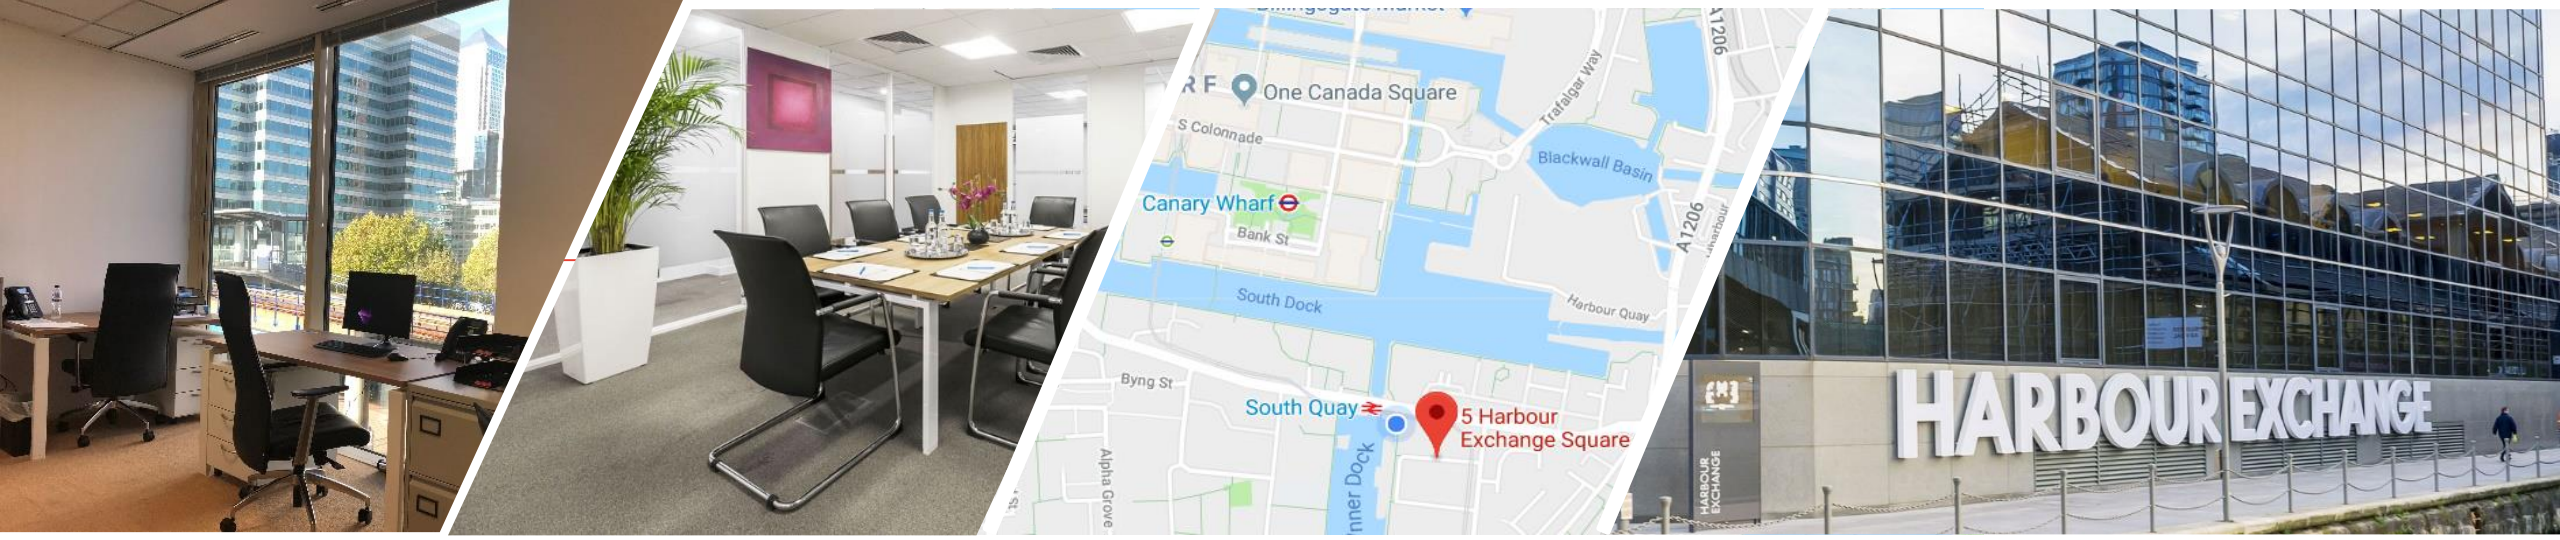 One Canada Square
S Colonnade
Trafalgar Way
A1206
Blackwall Basin
Canary Wharf
Bank St
A1206
South Dock
Harbour Quay
Byng St
South Quay
5 Harbour
Exchange Square
Alpha Grove
HARBOUR EXCHANGE
HARBOUR
EXCHANGE